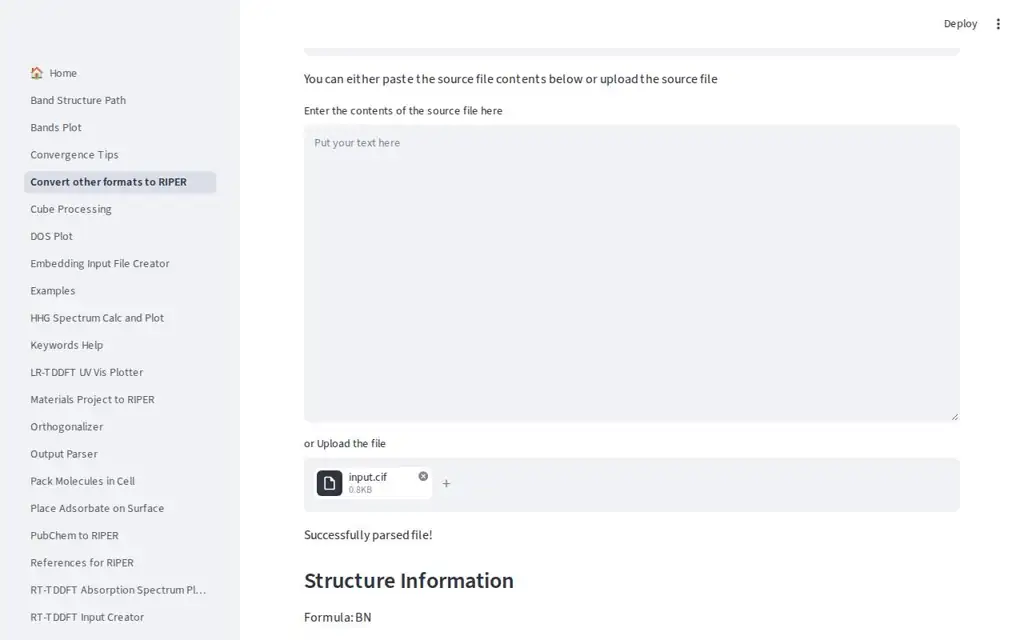 Deploy
Home
Band Structure Path
Bands Plot
Convergence Tips
Convert other formats to RIPER
Cube Processing
DOS Plot
Embedding Input File Creator
Examples
HHG Spectrum Calc and Plot
Keywords Help
LR-TDDFT UV Vis Plotter
Materials Project to RIPER
Orthogonalizer
Output Parser
Pack Molecules in Cell
Place Adsorbate on Surface
PubChem to RIPER
References for RIPER
RT-TDDFT Absorption Spectrum Pl...
RT-TDDFT Input Creator
You can either paste the source file contents below or upload the source file
Enter the contents of the source file here
Put your text here
or Upload the file
input.cif
0.8KB
Successfully parsed file!
Structure Information
Formula: BN